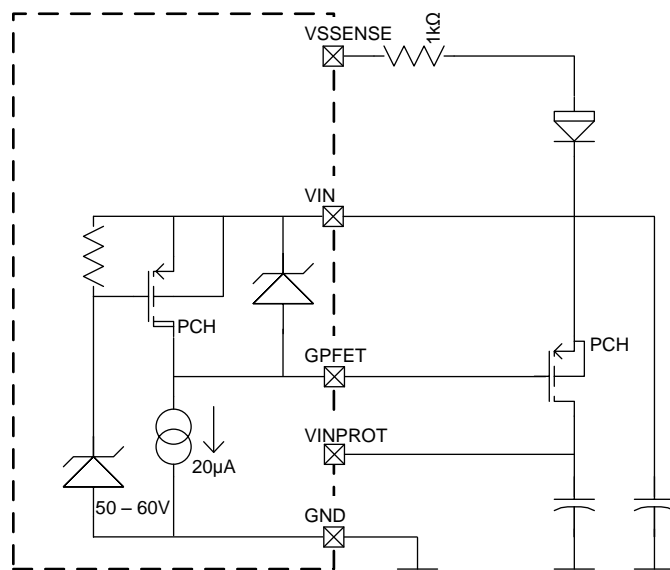 VSSENSE
1kΩ
VIN
PCH
GPFET
PCH
VINPROT
20µA
50 – 60V
GND